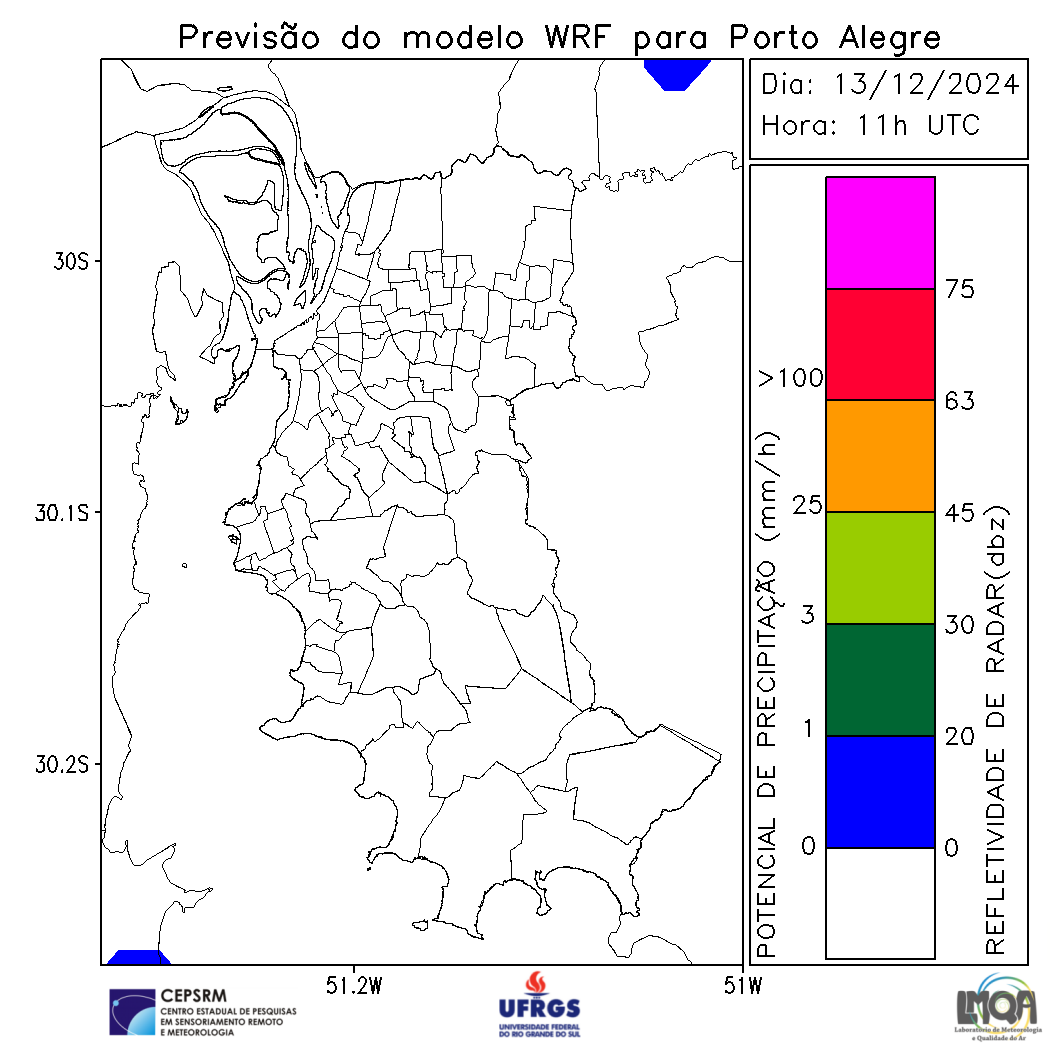 Previsão do modelo WRF para Porto Alegre
Dia: 13/12/2024
Hora: 11h UTC
30S
30.1S
30.2S
51.2W
51W
POTENCIAL DE PRECIPITAÇÃO (mm/h)
>100
25
3
1
0
75
63
45
30
20
0
REFLETIVIDADE DE RADAR(dbz)
CEPSRM
CENTRO ESTADUAL DE PESQUISAS
EM SENSORIAMENTO REMOTO
E METEOROLOGIA
UFRGS
UNIVERSIDADE FEDERAL
DO RIO GRANDE DO SUL
LMQA
Laboratório de Meteorologia
e Qualidade do Ar